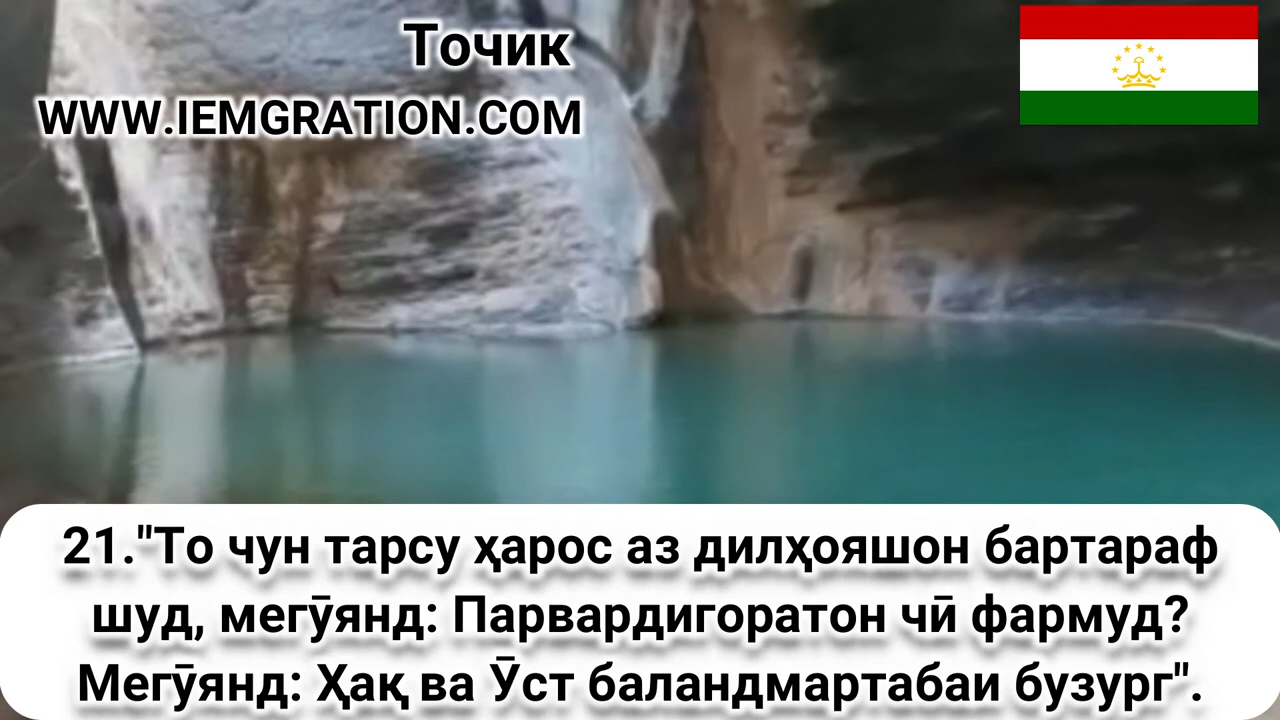 Точик
WWW.IEMGRATION.COM
21."То чун тарсу ҳарос аз дилҳояшон бартараф
шуд, мегӯянд: Парвардигоратон чӣ фармуд?
Мегӯянд: Ҳақ ва Ӯст баландмартабаи бузург".